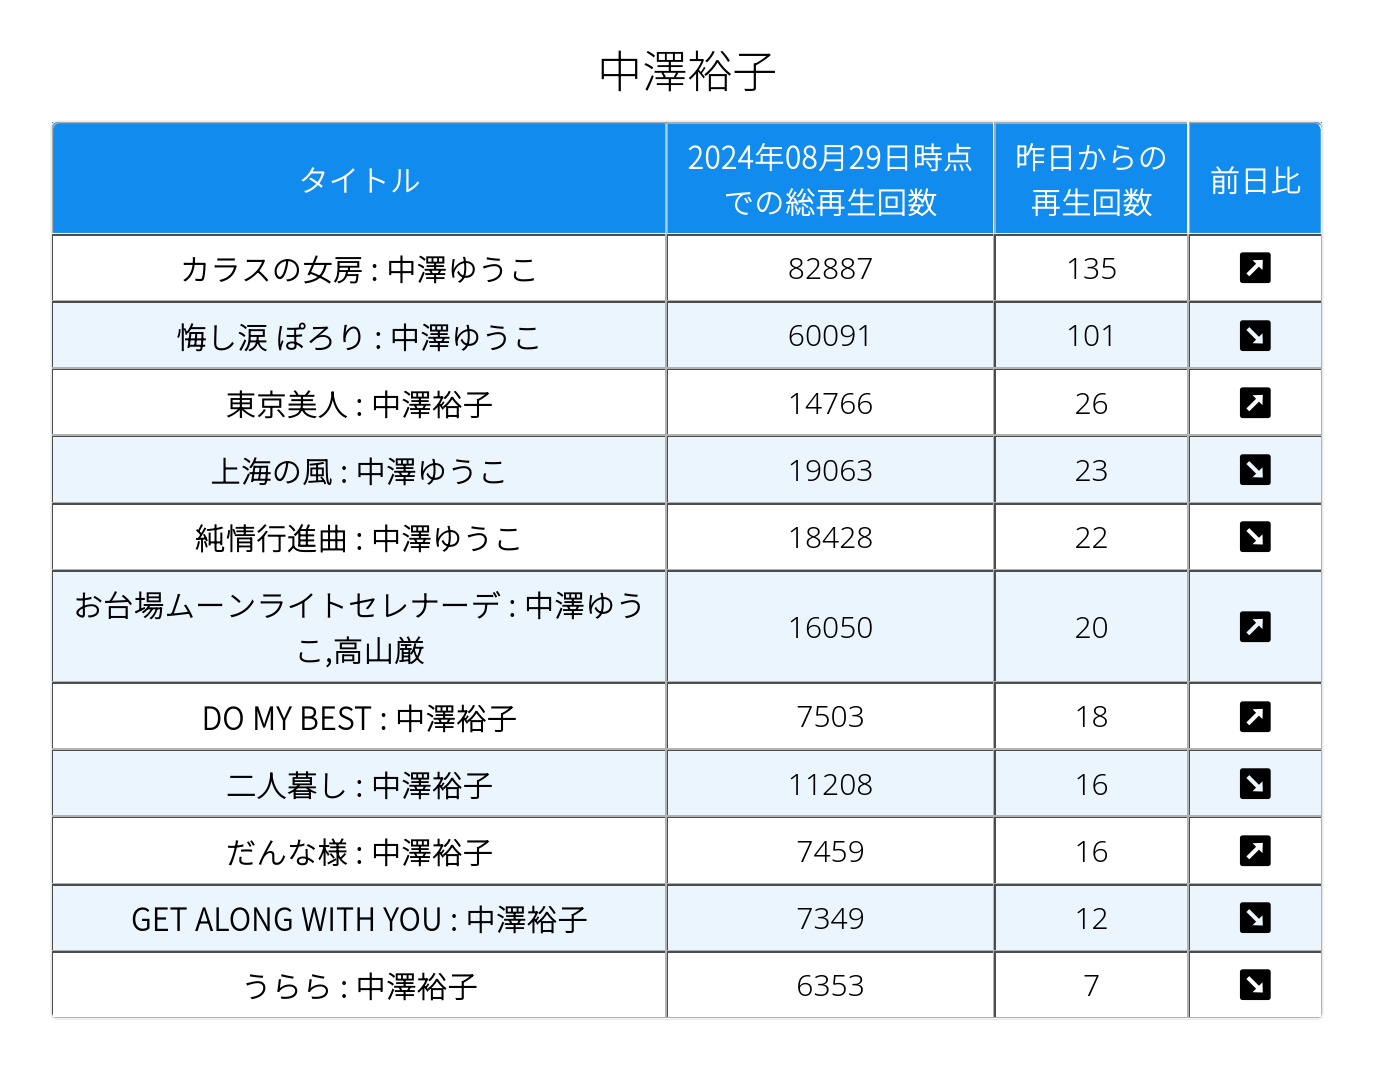 中澤裕子
タイトル
2024年08月29日時点
での総再生回数
昨日からの
再生回数
前日比
カラスの女房 : 中澤ゆうこ 82887 135
悔し涙 ぽろり : 中澤ゆうこ 60091 101
東京美人 : 中澤裕子 14766 26
上海の風 : 中澤ゆうこ 19063 23
純情行進曲 : 中澤ゆうこ 18428 22
お台場ムーンライトセレナーデ : 中澤ゆう
こ,高山厳 16050 20
DO MY BEST : 中澤裕子 7503 18
二人暮し : 中澤裕子 11208 16
だんな様 : 中澤裕子 7459 16
GET ALONG WITH YOU : 中澤裕子 7349 12
うらら : 中澤裕子 6353 7